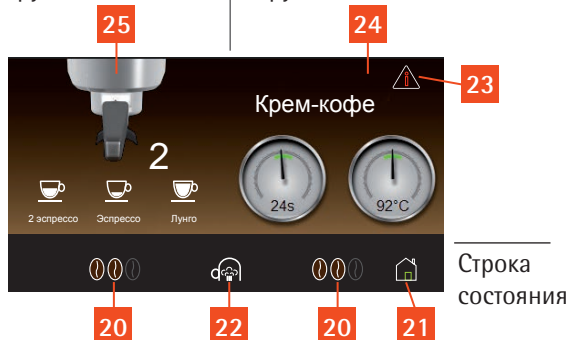 25
24
23
Крем-кофе
2
24s
92°C
2 эспрессо
Эспрессо
Лунго
Строка
состояния
20
22
20
21